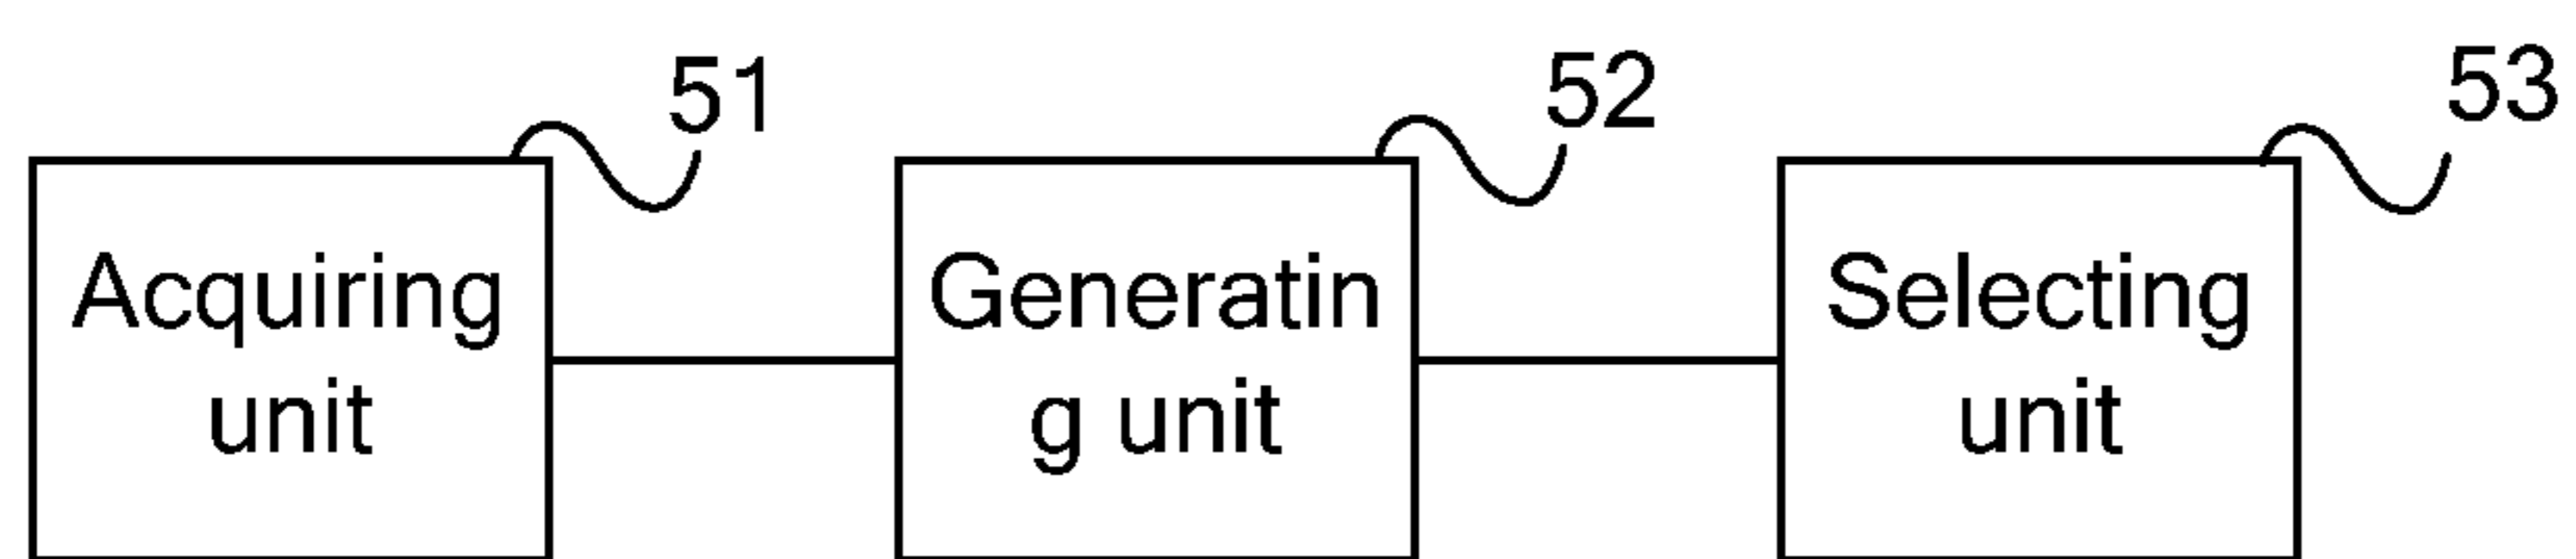 51
52
53
Acquiring
unit
Generatin
g unit
Selecting
unit